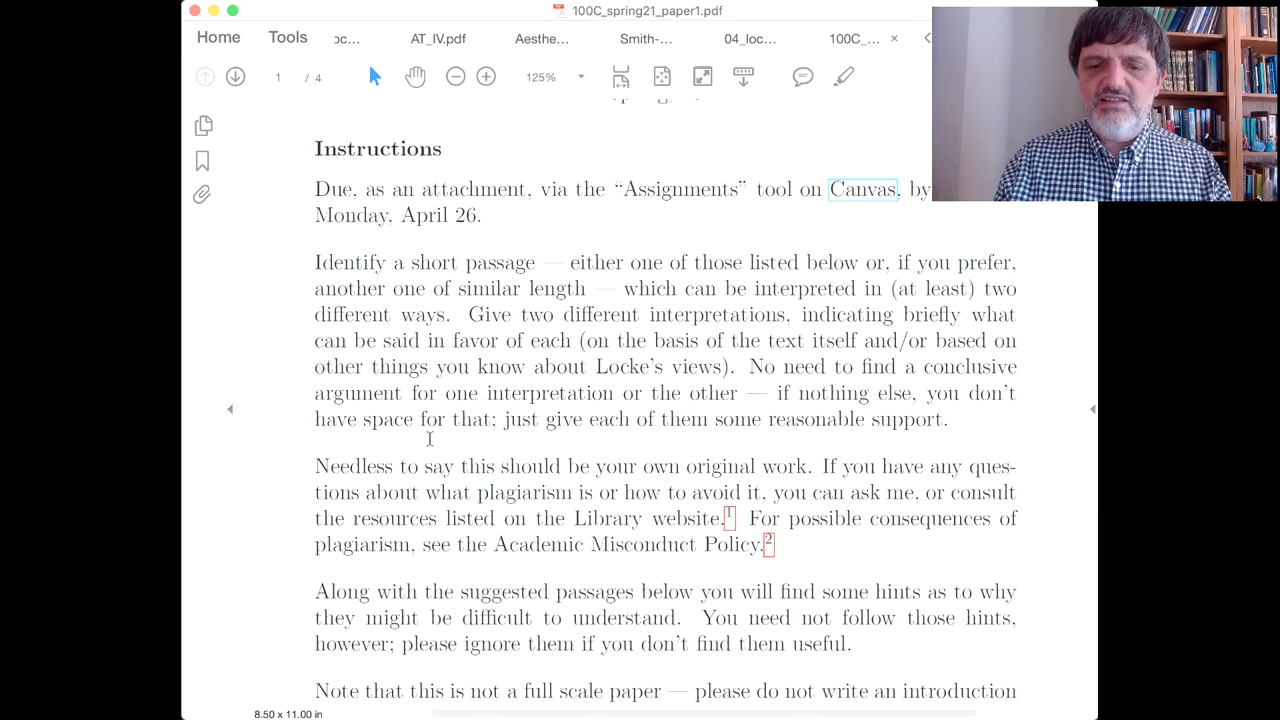 100C_spring21_paper1.pdf
Home Tools oc... AT_IV.pdf Aesthe... Smith-... 04_loc... 100C_...
1 / 4 125%
Instructions
Due, as an attachment, via the “Assignments” tool on Canvas, by
Monday, April 26.
Identify a short passage — either one of those listed below or, if you prefer,
another one of similar length — which can be interpreted in (at least) two
different ways. Give two different interpretations, indicating briefly what
can be said in favor of each (on the basis of the text itself and/or based on
other things you know about Locke’s views). No need to find a conclusive
argument for one interpretation or the other — if nothing else, you don’t
have space for that; just give each of them some reasonable support.
Needless to say this should be your own original work. If you have any ques-
tions about what plagiarism is or how to avoid it, you can ask me, or consult
the resources listed on the Library website.1 For possible consequences of
plagiarism, see the Academic Misconduct Policy.2
Along with the suggested passages below you will find some hints as to why
they might be difficult to understand. You need not follow those hints,
however; please ignore them if you don’t find them useful.
Note that this is not a full scale paper — please do not write an introduction
8.50 x 11.00 in